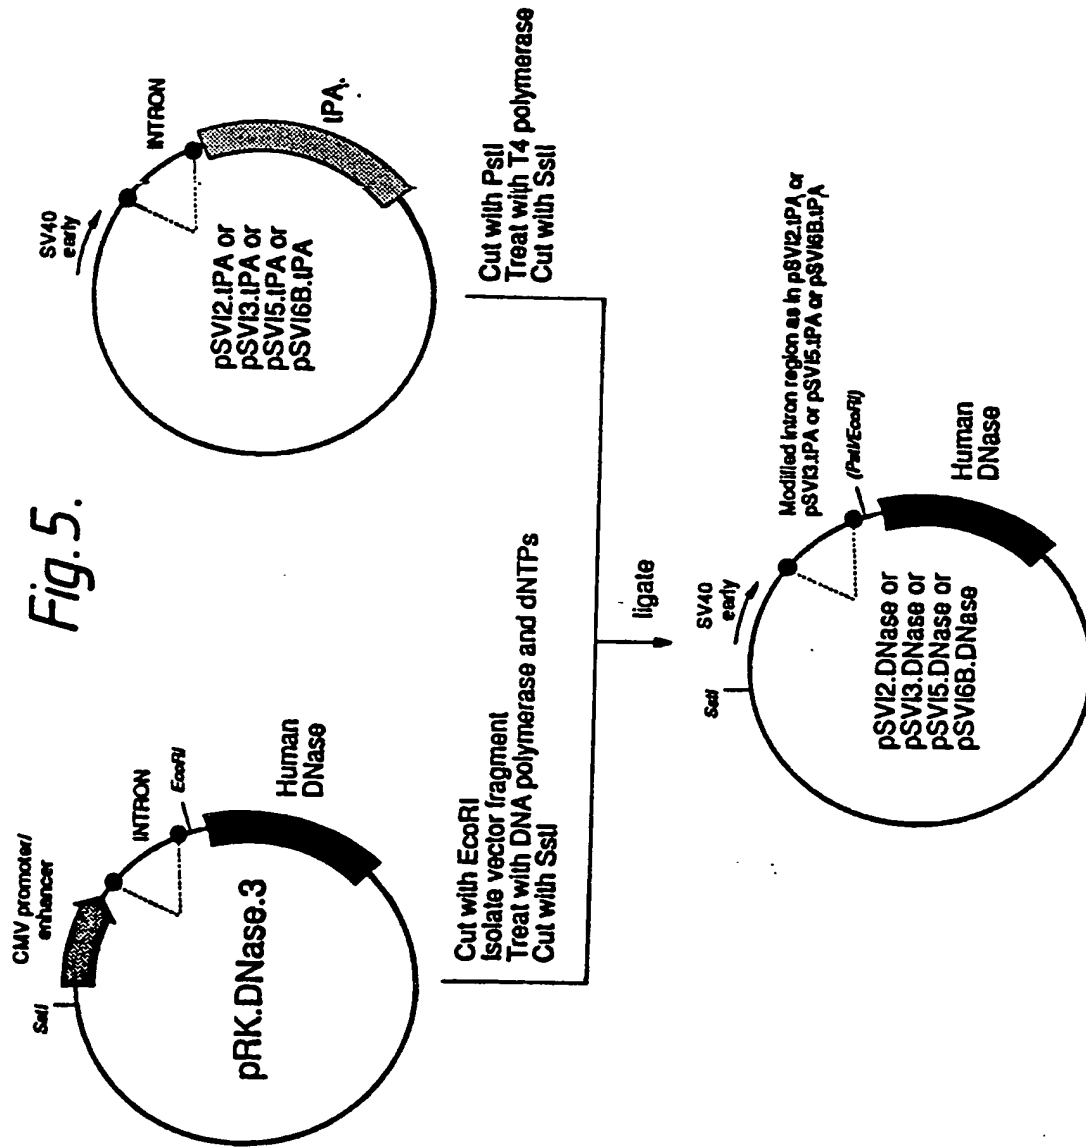 Fig. 5.
SstI
CMV promoter/
enhancer
INTRON
EcoRI
Human
DNase
pRK.DNase.3
SV40
early
INTRON
tPA.
pSVI2.tPA or
pSVI3.tPA or
pSVI5.tPA or
pSVI6B.tPA
Cut with EcoRI
Isolate vector fragment
Treat with DNA polymerase and dNTPs
Cut with SstI
Cut with PstI
Treat with T4 polymerase
Cut with SstI
ligate
SstI
SV40
early
Modified intron region as in pSVI2.tPA or
pSVI3.tPA or pSVI5.tPA or pSVI6B.tPA
(PstI/EcoRI)
Human
DNase
pSVI2.DNase or
pSVI3.DNase or
pSVI5.DNase or
pSVI6B.DNase